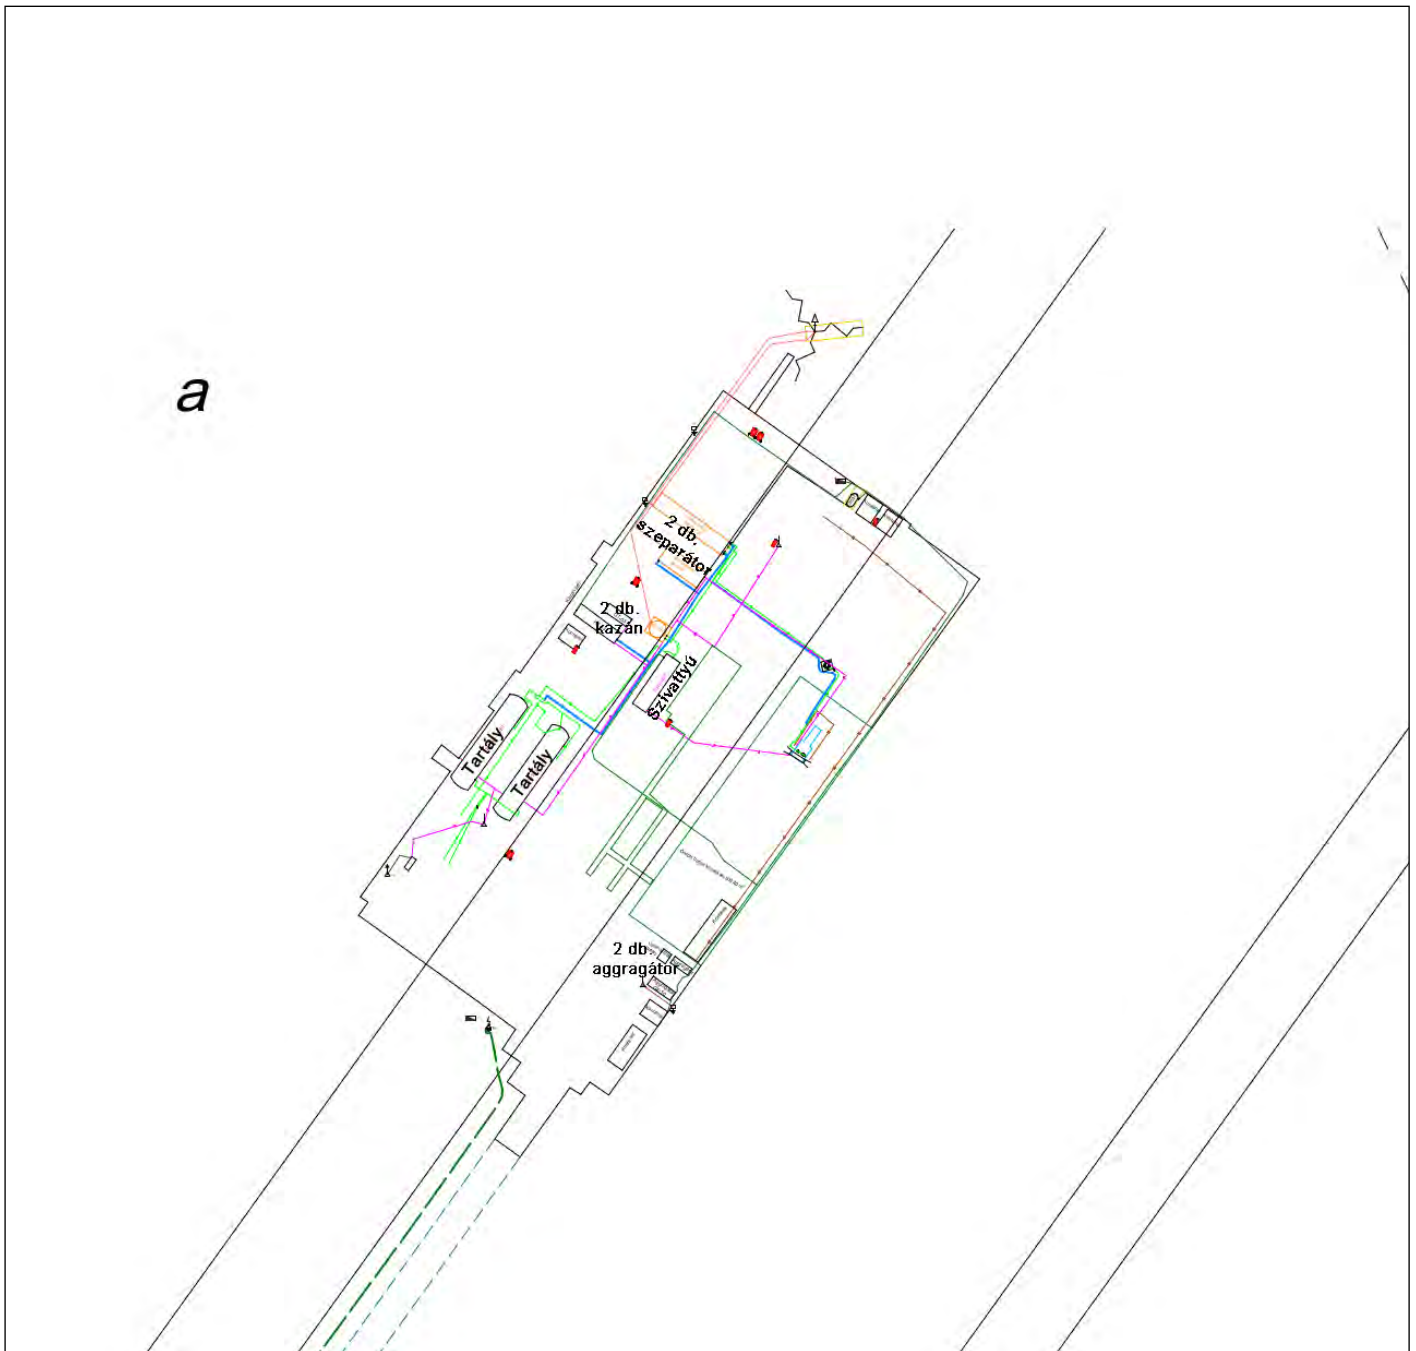 a
2 db.
szeparátor
2 db.
kazán
Szivattyú
Tartály
Tartály
2 db.
aggragátor